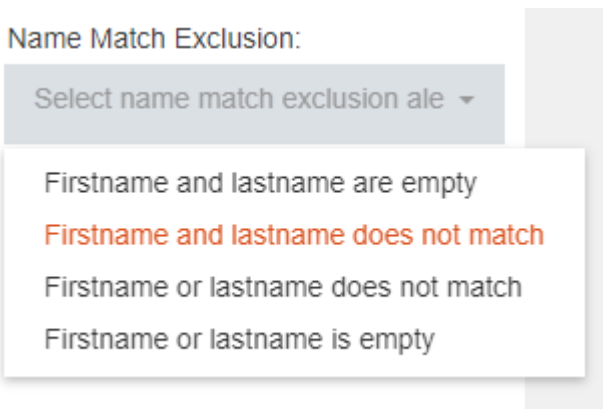 Name Match Exclusion:
Select name match exclusion ale
Firstname and lastname are empty
Firstname and lastname does not match
Firstname or lastname does not match
Firstname or lastname is empty